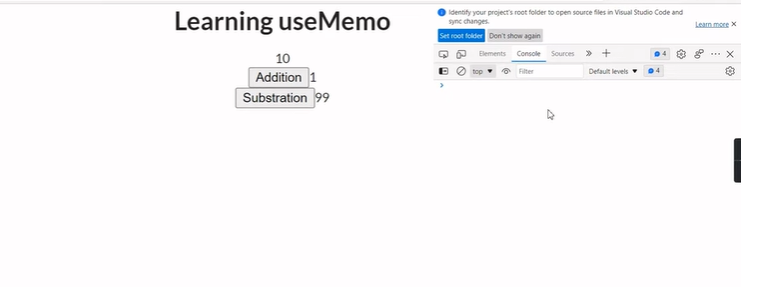 Learning useMemo
10
Addition 1
Substration 99
Identify your project's root folder to open source files in Visual Studio Code and
sync changes.
Learn more
Set root folder Don't show again
Elements Console Sources 4
top Filter Default levels 4